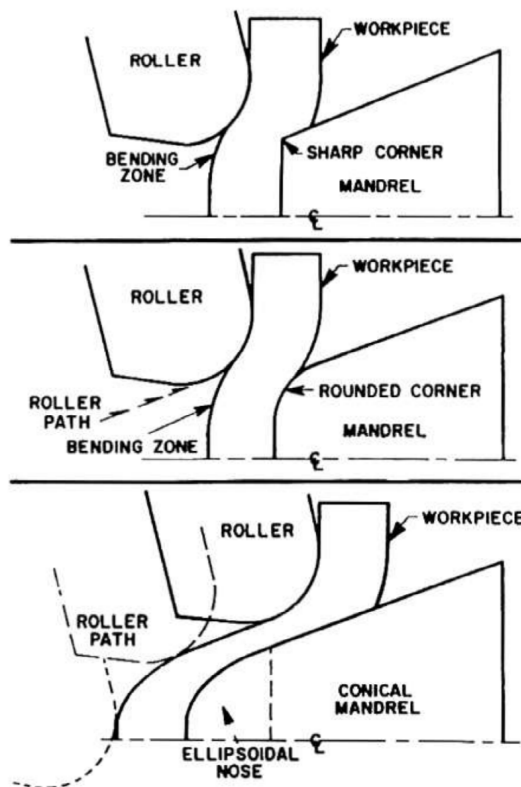 WORKPIECE
ROLLER
BENDING
ZONE
SHARP CORNER
MANDREL
℄
WORKPIECE
ROLLER
ROUNDED CORNER
ROLLER
PATH
BENDING ZONE
MANDREL
℄
ROLLER
WORKPIECE
ROLLER
PATH
CONICAL
MANDREL
ELLIPSOIDAL
NOSE
℄